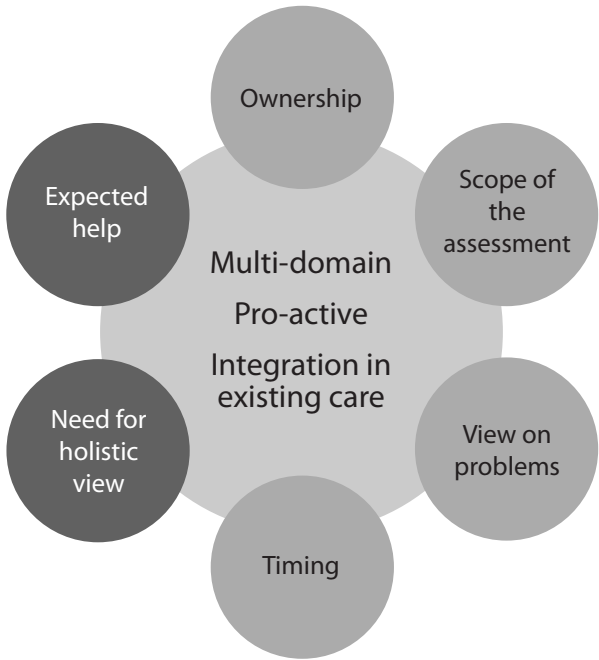 Ownership
Scope of
the
assessment
View on
problems
Timing
Need for
holistic
view
Expected
help
Multi-domain
Pro-active
Integration in
existing care